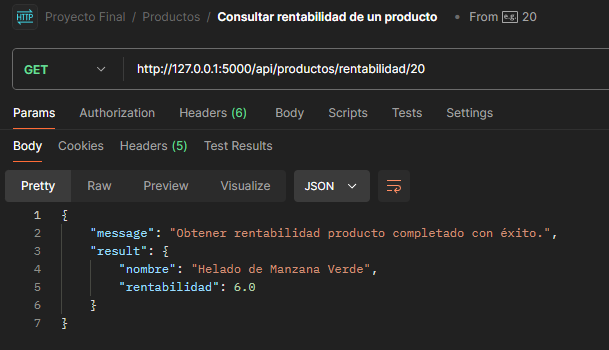 HTTP Proyecto Final / Productos / Consultar rentabilidad de un producto • From e.g. 20
GET http://127.0.0.1:5000/api/productos/rentabilidad/20
Params Authorization Headers (6) Body Scripts Tests Settings
Body Cookies Headers (5) Test Results
Pretty Raw Preview Visualize JSON
1 {
2 "message": "Obtener rentabilidad producto completado con éxito.",
3 "result": {
4 "nombre": "Helado de Manzana Verde",
5 "rentabilidad": 6.0
6 }
7 }